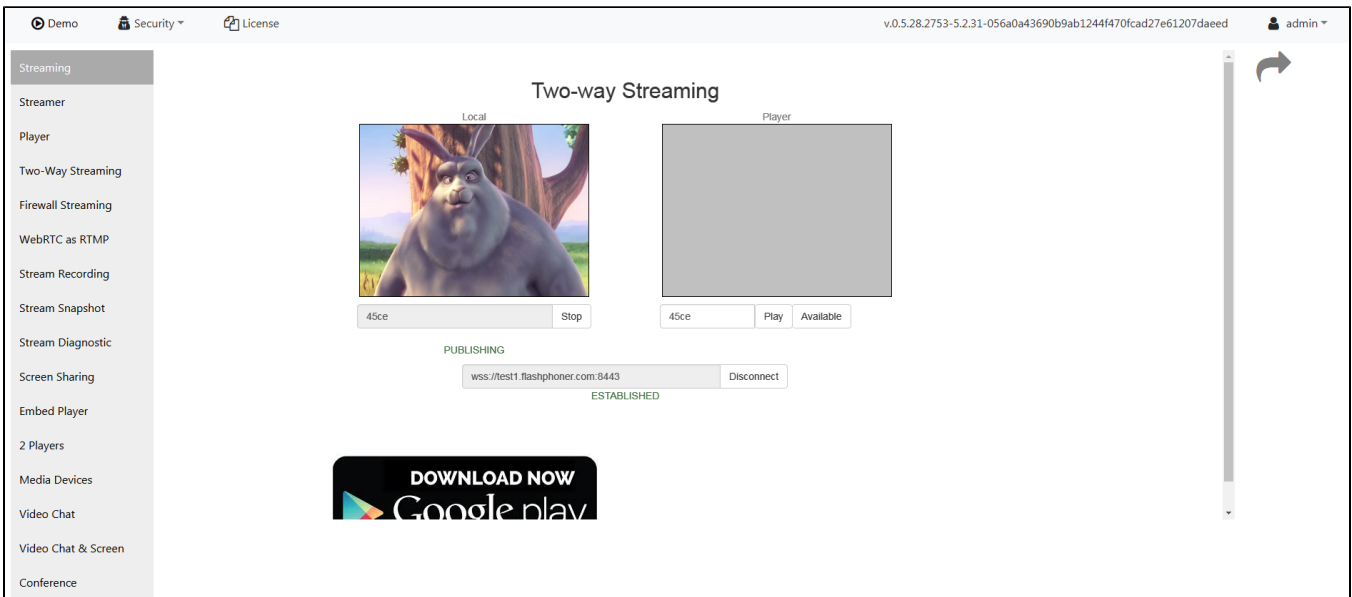 Demo Security License v.0.5.28.2753-5.2.31-056a0a43690b9ab1244f470fcad27e61207daeed admin
Streaming
Streamer
Player
Two-Way Streaming
Firewall Streaming
WebRTC as RTMP
Stream Recording
Stream Snapshot
Stream Diagnostic
Screen Sharing
Embed Player
2 Players
Media Devices
Video Chat
Video Chat & Screen
Conference
Two-way Streaming
Local Player
45ce Stop 45ce Play Available
PUBLISHING
wss://test1.flashphoner.com:8443 Disconnect
ESTABLISHED
DOWNLOAD NOW
Google play